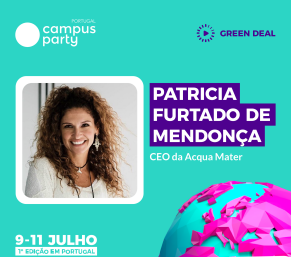 PORTUGAL
campus
party
GREEN DEAL
PATRICIA
FURTADO DE
MENDONÇA
CEO da Acqua Mater
9-11 JULHO
1ª EDIÇÃO EM PORTUGAL